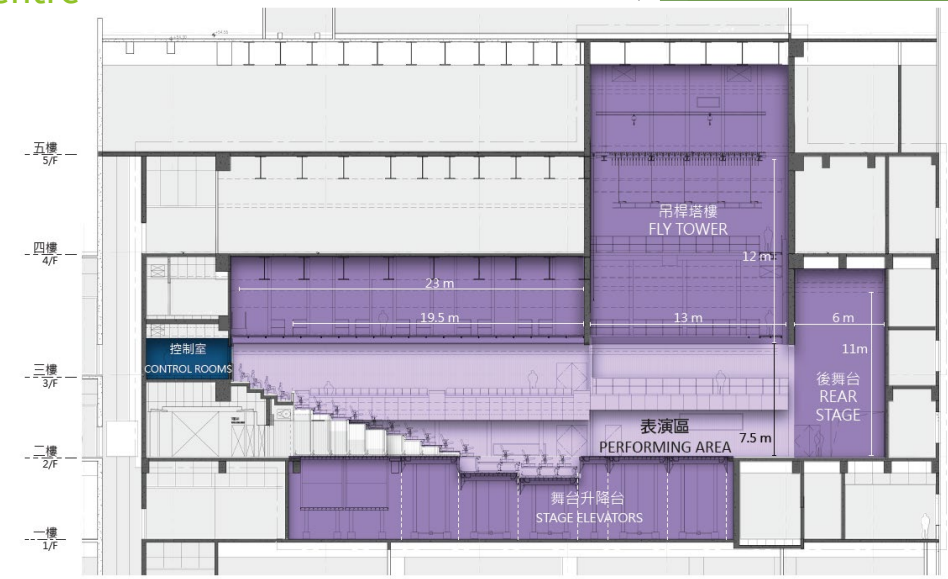 entre
五樓
5/F
吊桿塔樓
FLY TOWER
四樓
4/F
12 m
23 m
19.5 m
13 m
6 m
控制室
CONTROL ROOMS
11m
三樓
3/F
後舞台
REAR
STAGE
表演區
PERFORMING AREA
7.5 m
二樓
2/F
舞台升降台
STAGE ELEVATORS
一樓
1/F